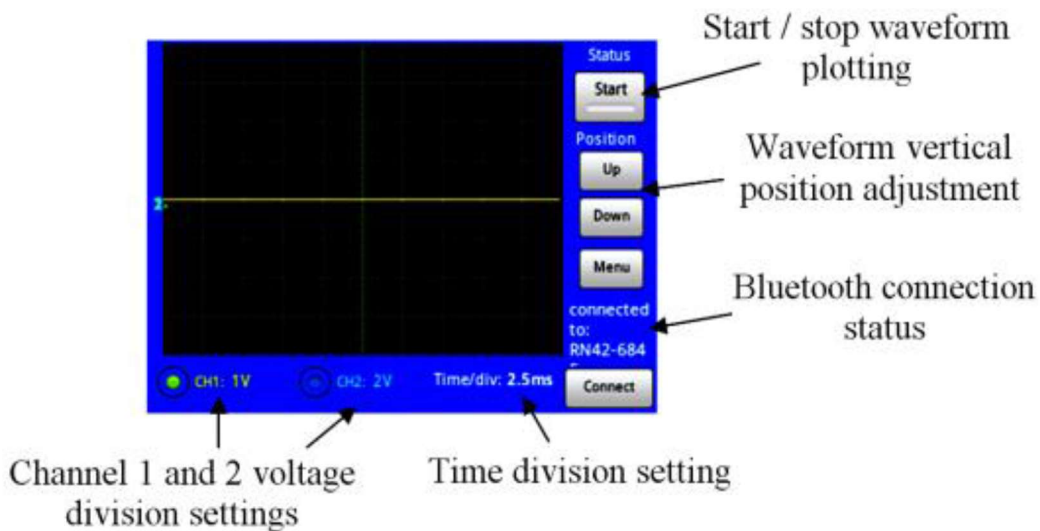 Start / stop waveform
plotting
Status
Start
Position
Up
Waveform vertical
position adjustment
Down
Menu
Bluetooth connection
status
connected
to:
RN42-684
2
CH1: 1V
CH2: 2V
Time/div: 2.5ms
Connect
Channel 1 and 2 voltage
division settings
Time division setting